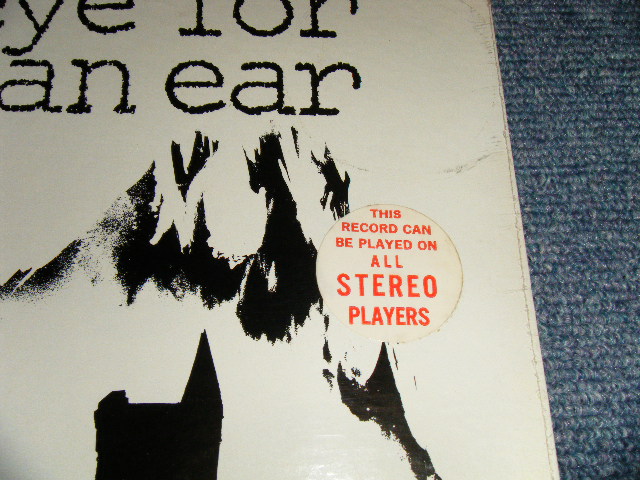 eye for
an ear
THIS
RECORD CAN
BE PLAYED ON
ALL
STEREO
PLAYERS